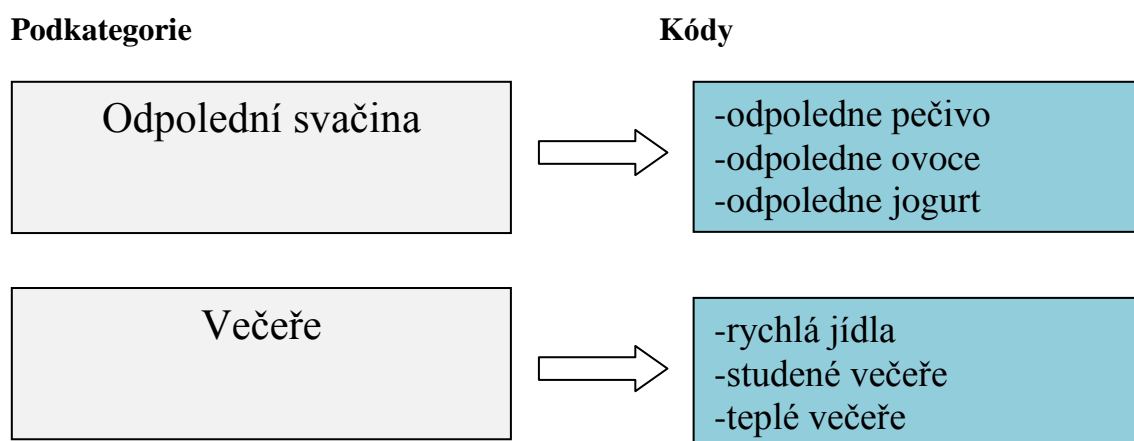 Podkategorie
Kódy
Odpolední svačina
-odpoledne pečivo
-odpoledne ovoce
-odpoledne jogurt
Večeře
-rychlá jídla
-studené večeře
-teplé večeře